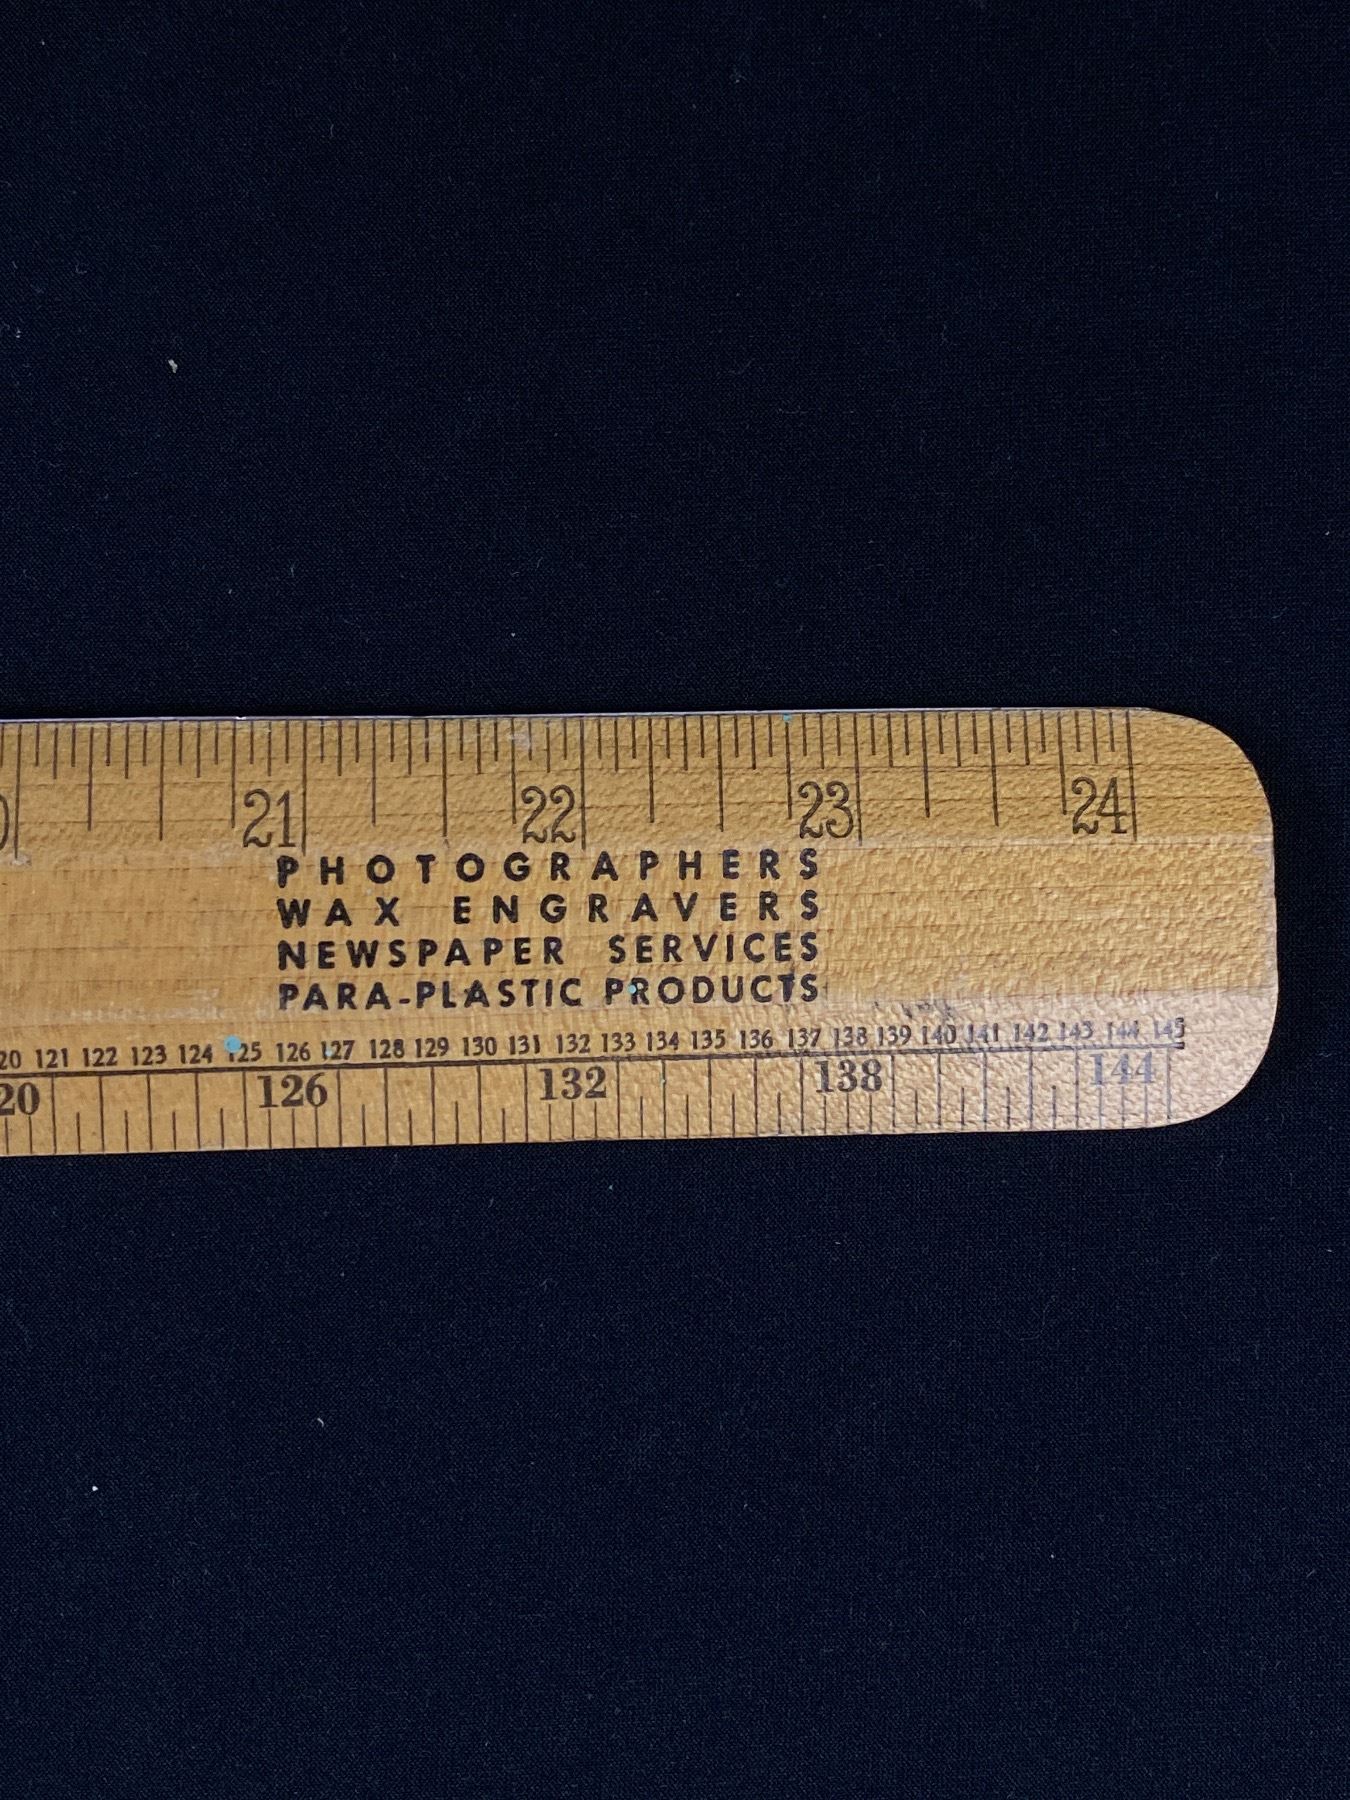 21 22 23 24
PHOTOGRAPHERS
WAX ENGRAVERS
NEWSPAPER SERVICES
PARA-PLASTIC PRODUCTS
20 121 122 123 124 125 126 127 128 129 130 131 132 133 134 135 136 137 138 139 140 141 142 143 144 145
20 126 132 138 144